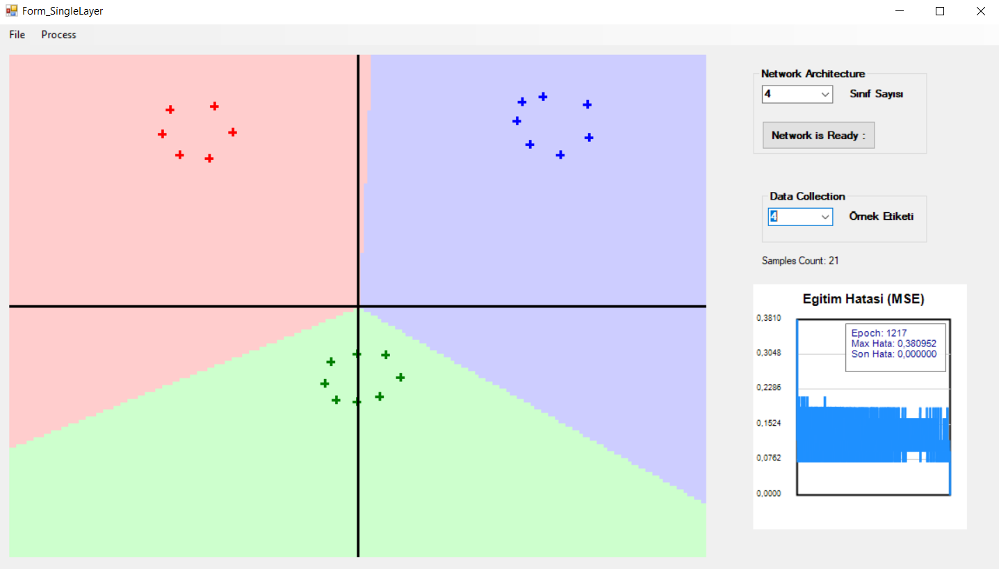 Form_SingleLayer
File Process
Network Architecture
4 Sınıf Sayısı
Network is Ready :
Data Collection
4 Örnek Etiketi
Samples Count: 21
Egitim Hatasi (MSE)
0,3810
Epoch: 1217
Max Hata: 0,380952
Son Hata: 0,000000
0,3048
0,2286
0,1524
0,0762
0,0000